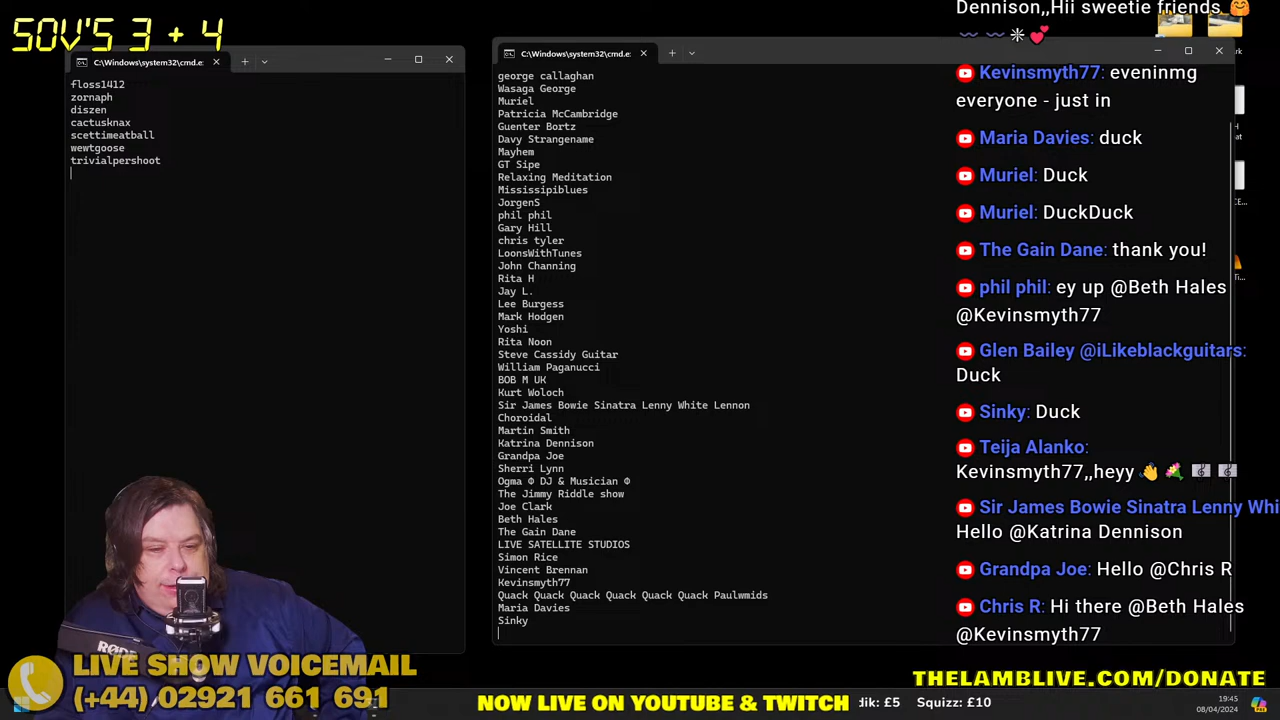 SOV'S 3 + 4
C:\Windows\system32\cmd.e:
floss1412
zornaph
diszen
cactusknax
scettimeatball
wewtgoose
trivialpershoot
C:\Windows\system32\cmd.e:
george callaghan
Wasaga George
Muriel
Patricia McCambridge
Guenter Bortz
Davy Strangename
Mayhem
GT Sipe
Relaxing Meditation
Mississipiblues
JorgenS
phil phil
Gary Hill
chris tyler
LoonsWithTunes
John Channing
Rita H
Jay L.
Lee Burgess
Mark Hodgen
Yoshi
Rita Noon
Steve Cassidy Guitar
William Paganucci
BOB M UK
Kurt Woloch
Sir James Bowie Sinatra Lenny White Lennon
Choroidal
Martin Smith
Katrina Dennison
Grandpa Joe
Sherri Lynn
Ogma Φ DJ & Musician Φ
The Jimmy Riddle show
Joe Clark
Beth Hales
The Gain Dane
LIVE SATELLITE STUDIOS
Simon Rice
Vincent Brennan
Kevinsmyth77
Quack Quack Quack Quack Quack Quack Paulwmids
Maria Davies
Sinky
Dennison,,Hii sweetie friends 🤗
〰️ 〰️ ❊ 💕
Kevinsmyth77: eveninmg
everyone - just in
Maria Davies: duck
Muriel: Duck
Muriel: DuckDuck
The Gain Dane: thank you!
phil phil: ey up @Beth Hales
@Kevinsmyth77
Glen Bailey @iLikeblackguitars:
Duck
Sinky: Duck
Teija Alanko:
Kevinsmyth77,,heyy 👋 💐 🎼 🎼
Sir James Bowie Sinatra Lenny Whi
Hello @Katrina Dennison
Grandpa Joe: Hello @Chris R
Chris R: Hi there @Beth Hales
@Kevinsmyth77
RØDE
LIVE SHOW VOICEMAIL
(+44) 02921 661 691
NOW LIVE ON YOUTUBE & TWITCH
dik: £5 Squizz: £10
THELAMBLIVE.COM/DONATE
19:45
08/04/2024